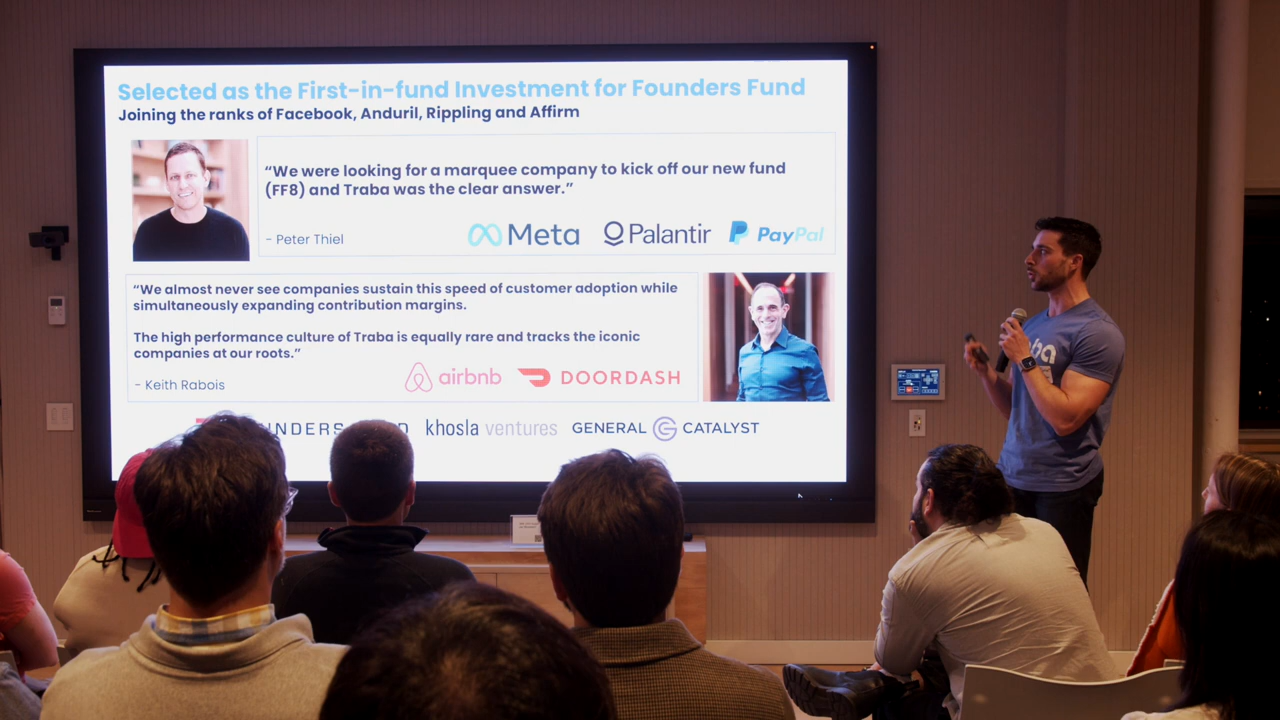 Selected as the First-in-fund Investment for Founders Fund
Joining the ranks of Facebook, Anduril, Rippling and Affirm
“We were looking for a marquee company to kick off our new fund
(FF8) and Traba was the clear answer.”
- Peter Thiel
Meta Palantir PayPal
“We almost never see companies sustain this speed of customer adoption while
simultaneously expanding contribution margins.
The high performance culture of Traba is equally rare and tracks the iconic
companies at our roots.”
- Keith Rabois
airbnb DOORDASH
khosla ventures GENERAL CATALYST